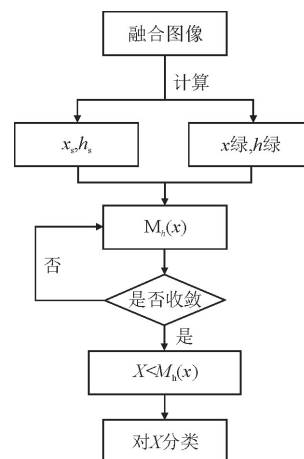 融合图像
计算
xₛ,hₛ
x绿,h绿
Mₕ(x)
否
是否收敛
是
X<Mₕ(x)
对X分类